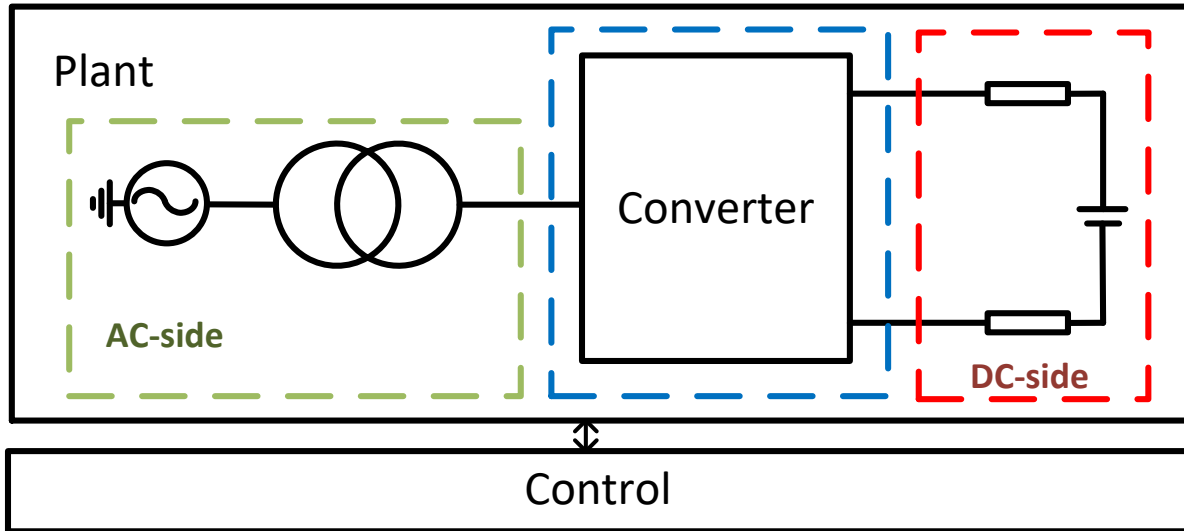 Plant
Converter
AC-side
DC-side
Control